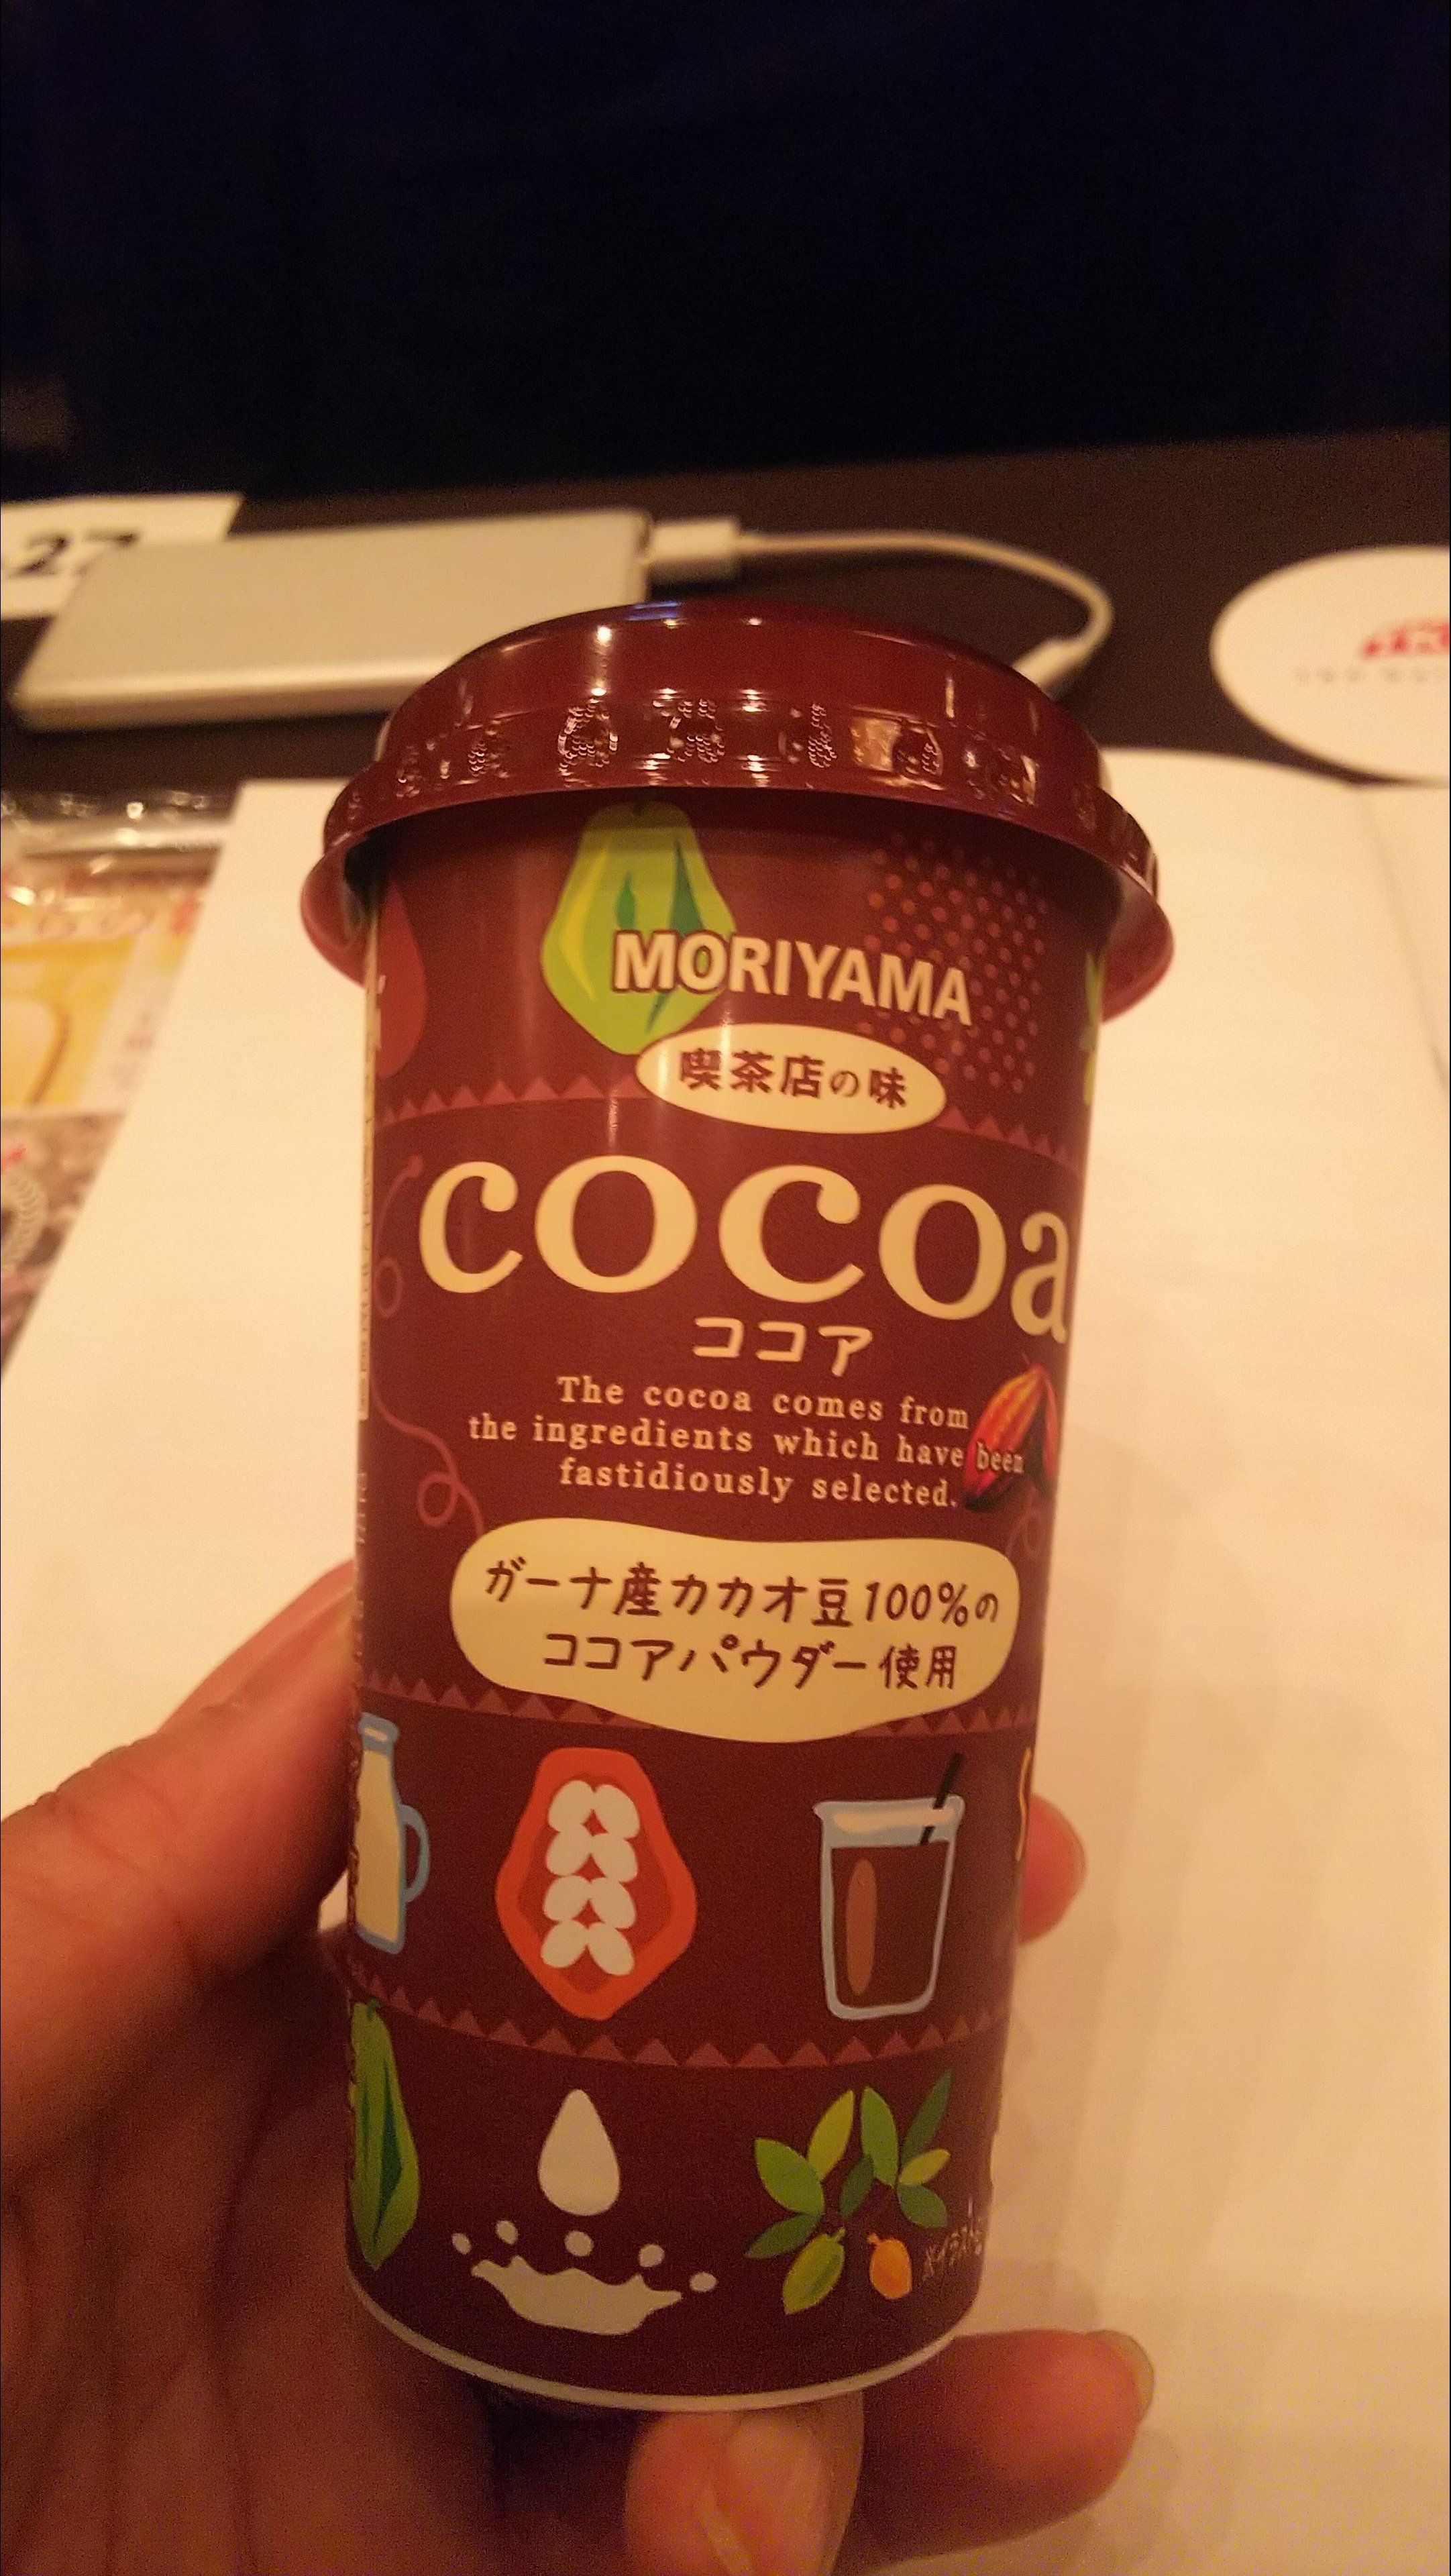 27
MORIYAMA
喫茶店の味
cocoa
ココア
The cocoa comes from
the ingredients which have been
fastidiously selected.
ガーナ産カカオ豆100%の
ココアパウダー使用